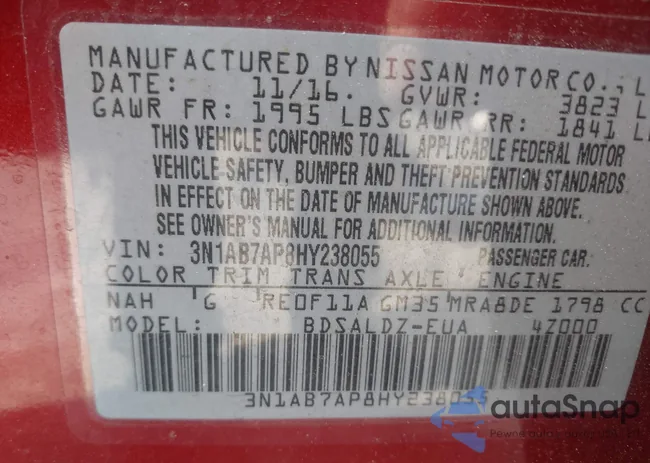 MANUFACTURED BY NISSAN MOTOR CO., L
DATE: 11/16. GVWR: 3823 L
GAWR FR: 1995 LBS GAWR RR: 1841 L
THIS VEHICLE CONFORMS TO ALL APPLICABLE FEDERAL MOTOR
VEHICLE SAFETY, BUMPER AND THEFT PREVENTION STANDARDS
IN EFFECT ON THE DATE OF MANUFACTURE SHOWN ABOVE.
SEE OWNER'S MANUAL FOR ADDITIONAL INFORMATION.
VIN: 3N1AB7AP8HY238055 PASSENGER CAR.
COLOR TRIM TRANS AXLE ENGINE
NAH G RE0F11A GM35 MRA8DE 1798 CC
MODEL: BDSALDZ-EUA 4Z000
3N1AB7AP8HY238055
autoSnap